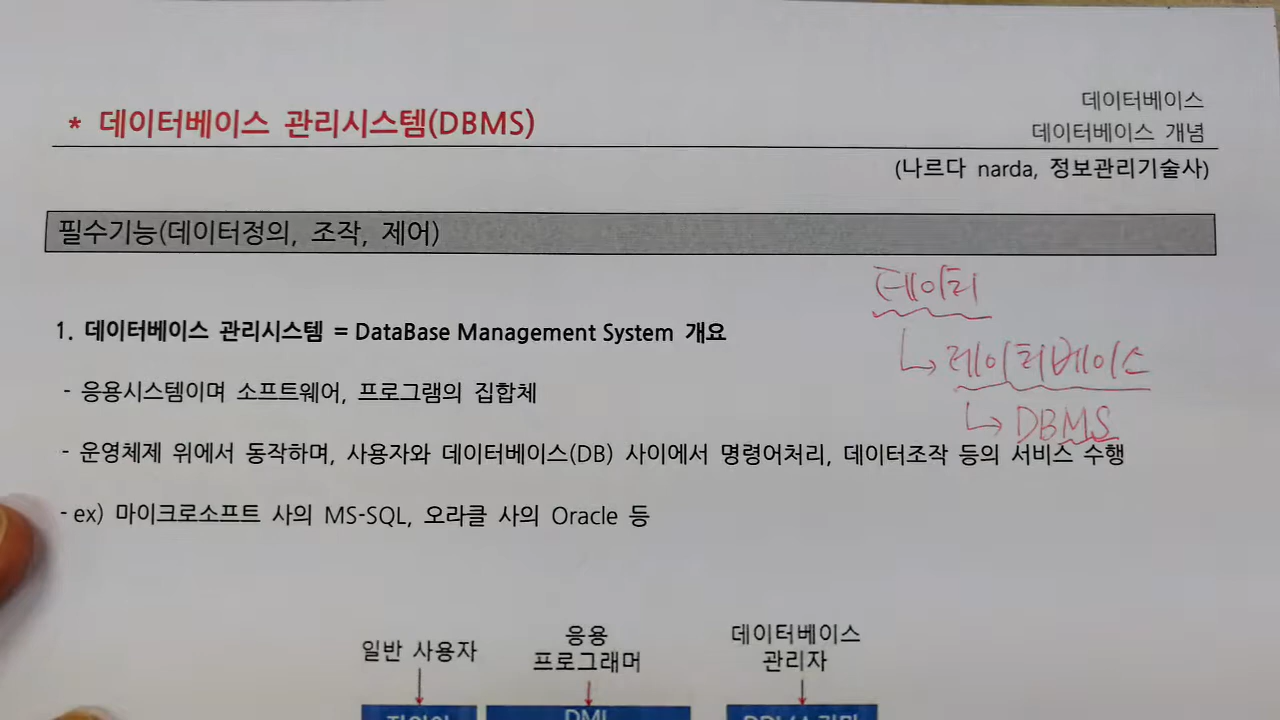 * 데이터베이스 관리시스템(DBMS)
데이터베이스
데이터베이스 개념
(나르다 narda, 정보관리기술사)
필수기능(데이터정의, 조작, 제어)
데이터
데이터베이스
DBMS
1. 데이터베이스 관리시스템 = DataBase Management System 개요
- 응용시스템이며 소프트웨어, 프로그램의 집합체
- 운영체제 위에서 동작하며, 사용자와 데이터베이스(DB) 사이에서 명령어처리, 데이터조작 등의 서비스 수행
- ex) 마이크로소프트 사의 MS-SQL, 오라클 사의 Oracle 등
일반 사용자
응용
프로그래머
데이터베이스
관리자
DML